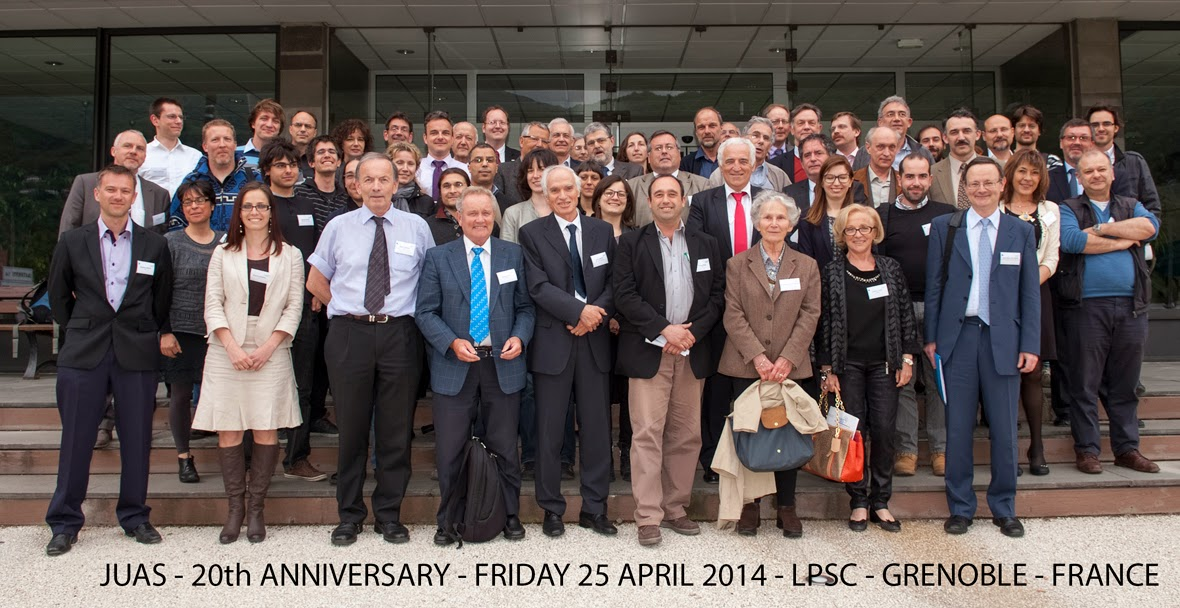 JUAS - 20th ANNIVERSARY - FRIDAY 25 APRIL 2014 - LPSC - GRENOBLE - FRANCE